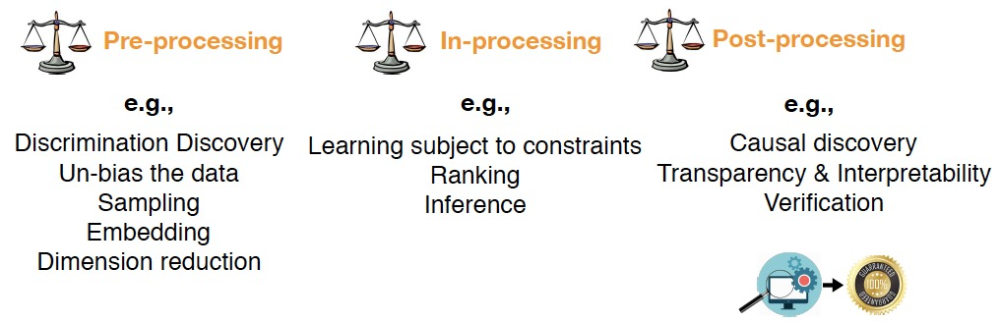 Pre-processing
e.g.,
Discrimination Discovery
Un-bias the data
Sampling
Embedding
Dimension reduction
In-processing
e.g.,
Learning subject to constraints
Ranking
Inference
Post-processing
e.g.,
Causal discovery
Transparency & Interpretability
Verification
GUARANTEED
100%
GUARANTEED